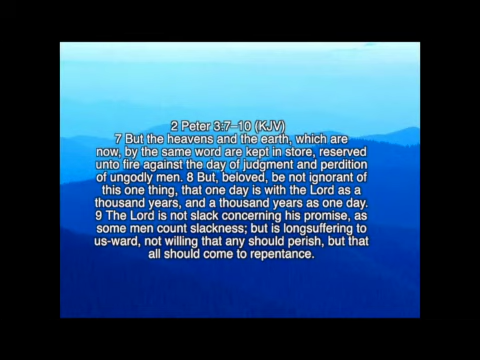 2 Peter 3:7–10 (KJV)
7 But the heavens and the earth, which are
now, by the same word are kept in store, reserved
unto fire against the day of judgment and perdition
of ungodly men. 8 But, beloved, be not ignorant of
this one thing, that one day is with the Lord as a
thousand years, and a thousand years as one day.
9 The Lord is not slack concerning his promise, as
some men count slackness; but is longsuffering to
us-ward, not willing that any should perish, but that
all should come to repentance.